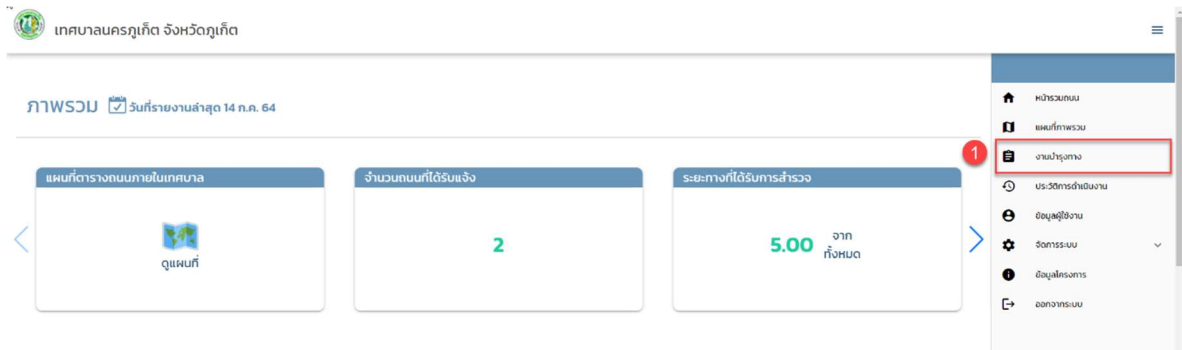 เทศบาลนครภูเก็ต จังหวัดภูเก็ต
ภาพรวม วันที่รายงานล่าสุด 14 ก.ค. 64
แผนที่ตารางถนนภายในเทศบาล
ดูแผนที่
จำนวนถนนที่ได้รับแจ้ง
2
ระยะทางที่ได้รับการสำรวจ
5.00 จาก
ทั้งหมด
หน้ารวมถนน
แผนที่ภาพรวม
1 งานบำรุงทาง
ประวัติการดำเนินงาน
ข้อมูลผู้ใช้งาน
จัดการระบบ
ข้อมูลโครงการ
ออกจากระบบ